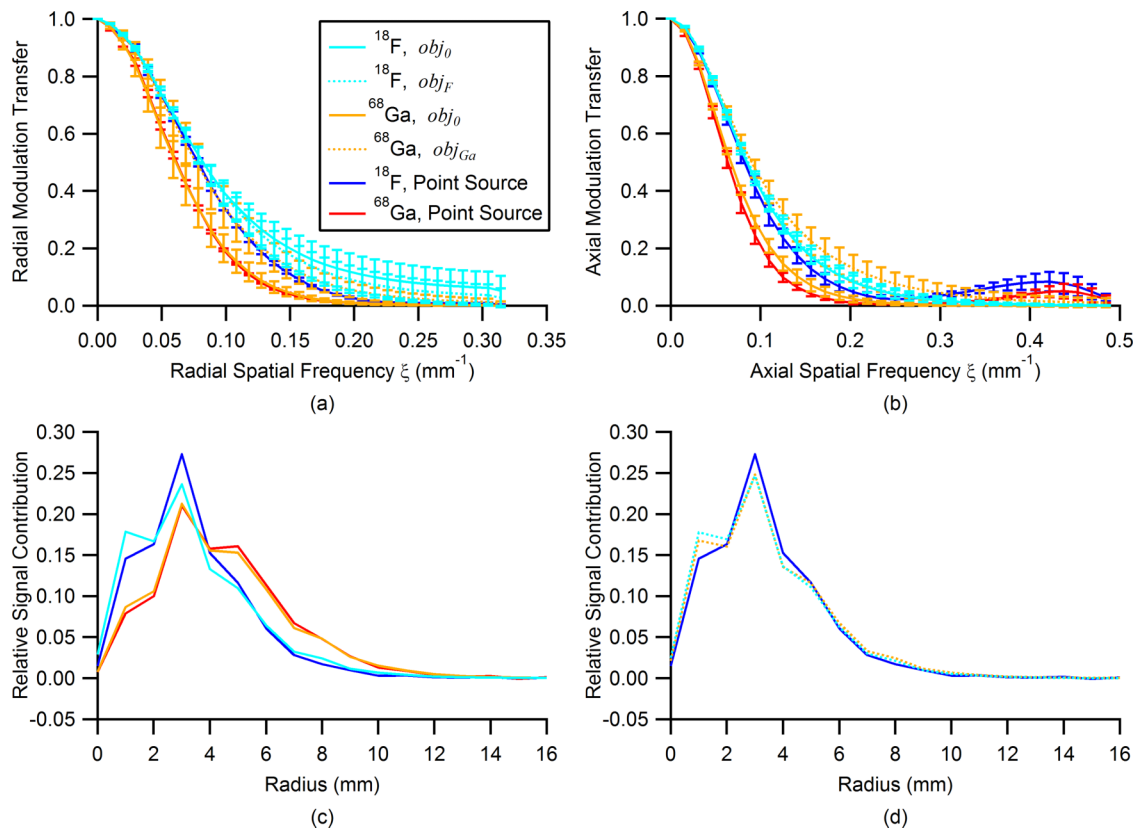 1.0
0.8
0.6
0.4
0.2
0.0
Radial Modulation Transfer
0.00 0.05 0.10 0.15 0.20 0.25 0.30 0.35
Radial Spatial Frequency ξ (mm⁻¹)
(a)
¹⁸F, obj₀
¹⁸F, obj_F
⁶⁸Ga, obj₀
⁶⁸Ga, obj_Ga
¹⁸F, Point Source
⁶⁸Ga, Point Source
1.0
0.8
0.6
0.4
0.2
0.0
Axial Modulation Transfer
0.0 0.1 0.2 0.3 0.4 0.5
Axial Spatial Frequency ξ (mm⁻¹)
(b)
0.30
0.25
0.20
0.15
0.10
0.05
0.00
-0.05
Relative Signal Contribution
0 2 4 6 8 10 12 14 16
Radius (mm)
(c)
0.30
0.25
0.20
0.15
0.10
0.05
0.00
-0.05
Relative Signal Contribution
0 2 4 6 8 10 12 14 16
Radius (mm)
(d)